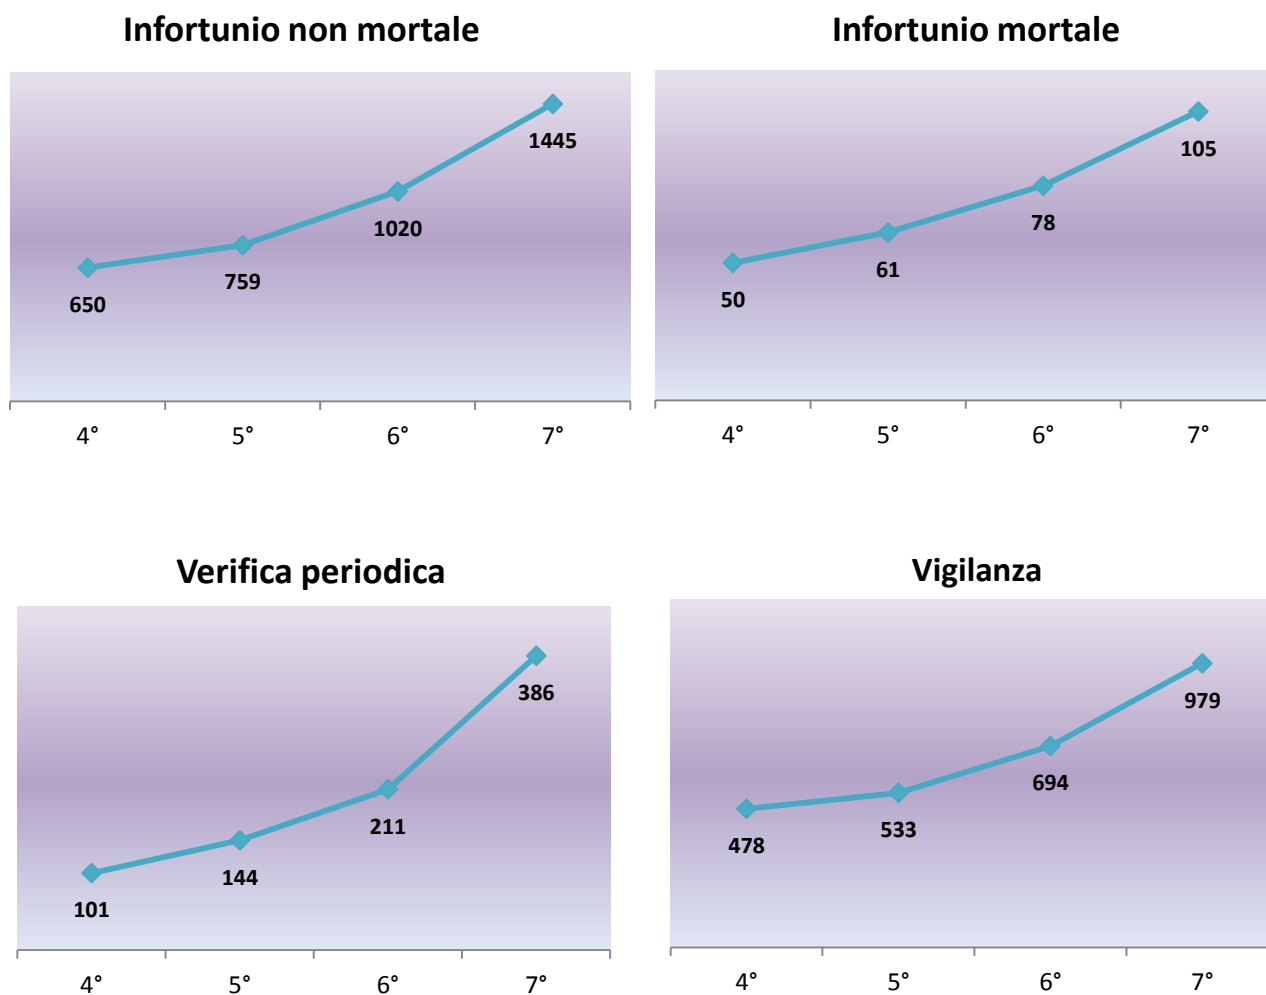 Infortunio non mortale
1445
1020
759
650
4° 5° 6° 7°
Infortunio mortale
105
78
61
50
4° 5° 6° 7°
Verifica periodica
386
211
144
101
4° 5° 6° 7°
Vigilanza
979
694
533
478
4° 5° 6° 7°